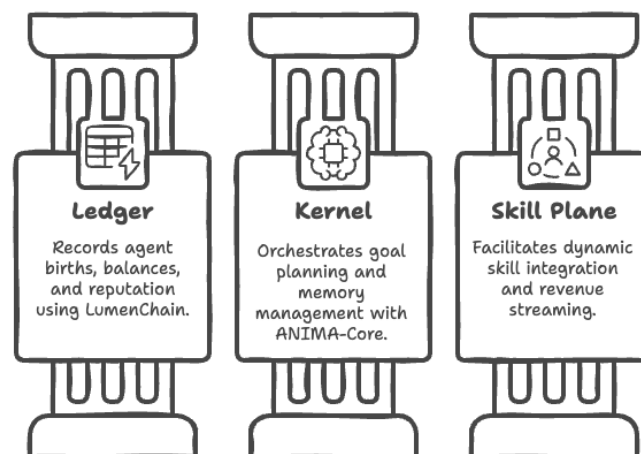 Ledger
Records agent
births, balances,
and reputation
using LumenChain.
Kernel
Orchestrates goal
planning and
memory
management with
ANIMA-Core.
Skill Plane
Facilitates dynamic
skill integration
and revenue
streaming.